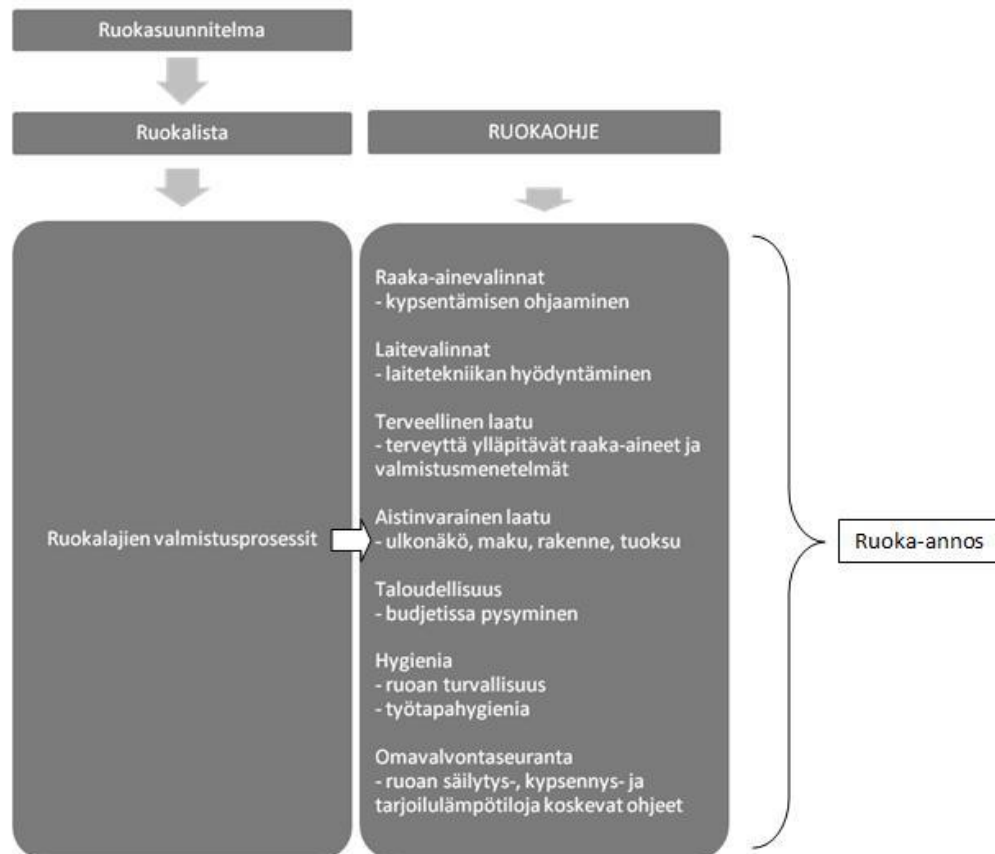 Ruokasuunnitelma
Ruokalista
RUOKAOHJE
Ruokalajien valmistusprosessit
Raaka-ainevalinnat
- kypsentämisen ohjaaminen
Laitevalinnat
- laitetekniikan hyödyntäminen
Terveellinen laatu
- terveyttä ylläpitävät raaka-aineet ja
valmistusmenetelmät
Aistinvarainen laatu
- ulkonäkö, maku, rakenne, tuoksu
Taloudellisuus
- budjetissa pysyminen
Hygienia
- ruoan turvallisuus
- työtapahygienia
Omavalvontaseuranta
- ruoan säilytys-, kypsennys- ja
tarjoilulämpötiloja koskevat ohjeet
Ruoka-annos